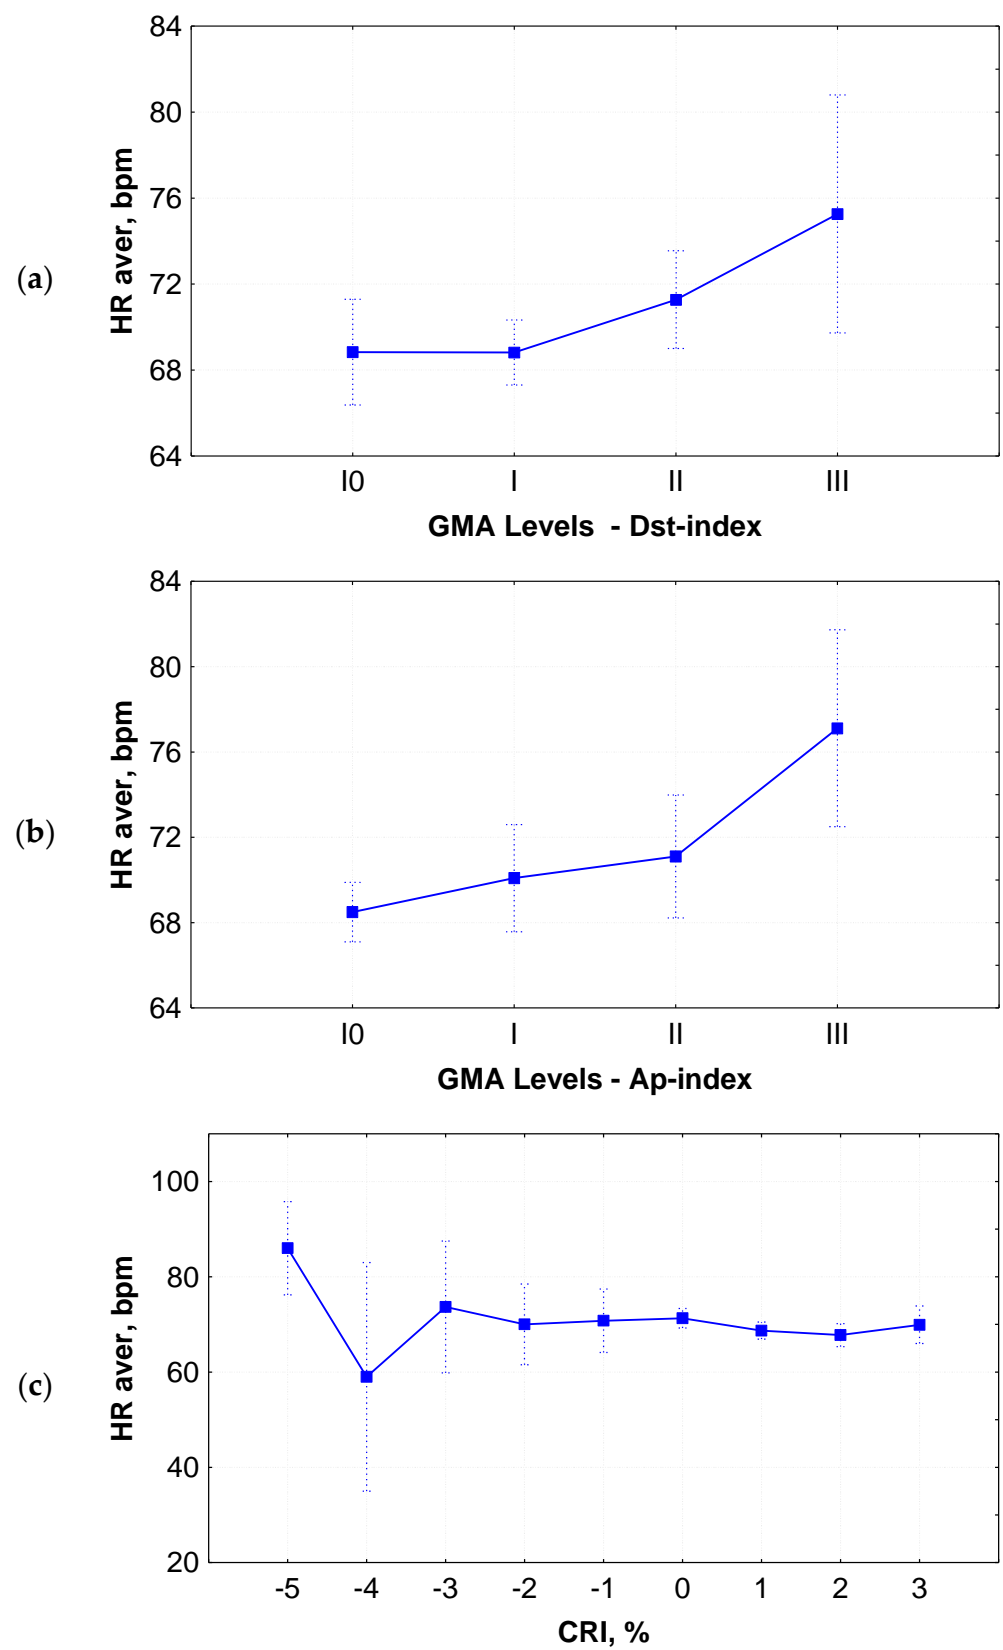 84
80
76
72
68
64
HR aver, bpm
(a)
I0 I II III
GMA Levels - Dst-index
84
80
76
72
68
64
HR aver, bpm
(b)
I0 I II III
GMA Levels - Ap-index
100
80
60
40
20
HR aver, bpm
(c)
-5 -4 -3 -2 -1 0 1 2 3
CRI, %